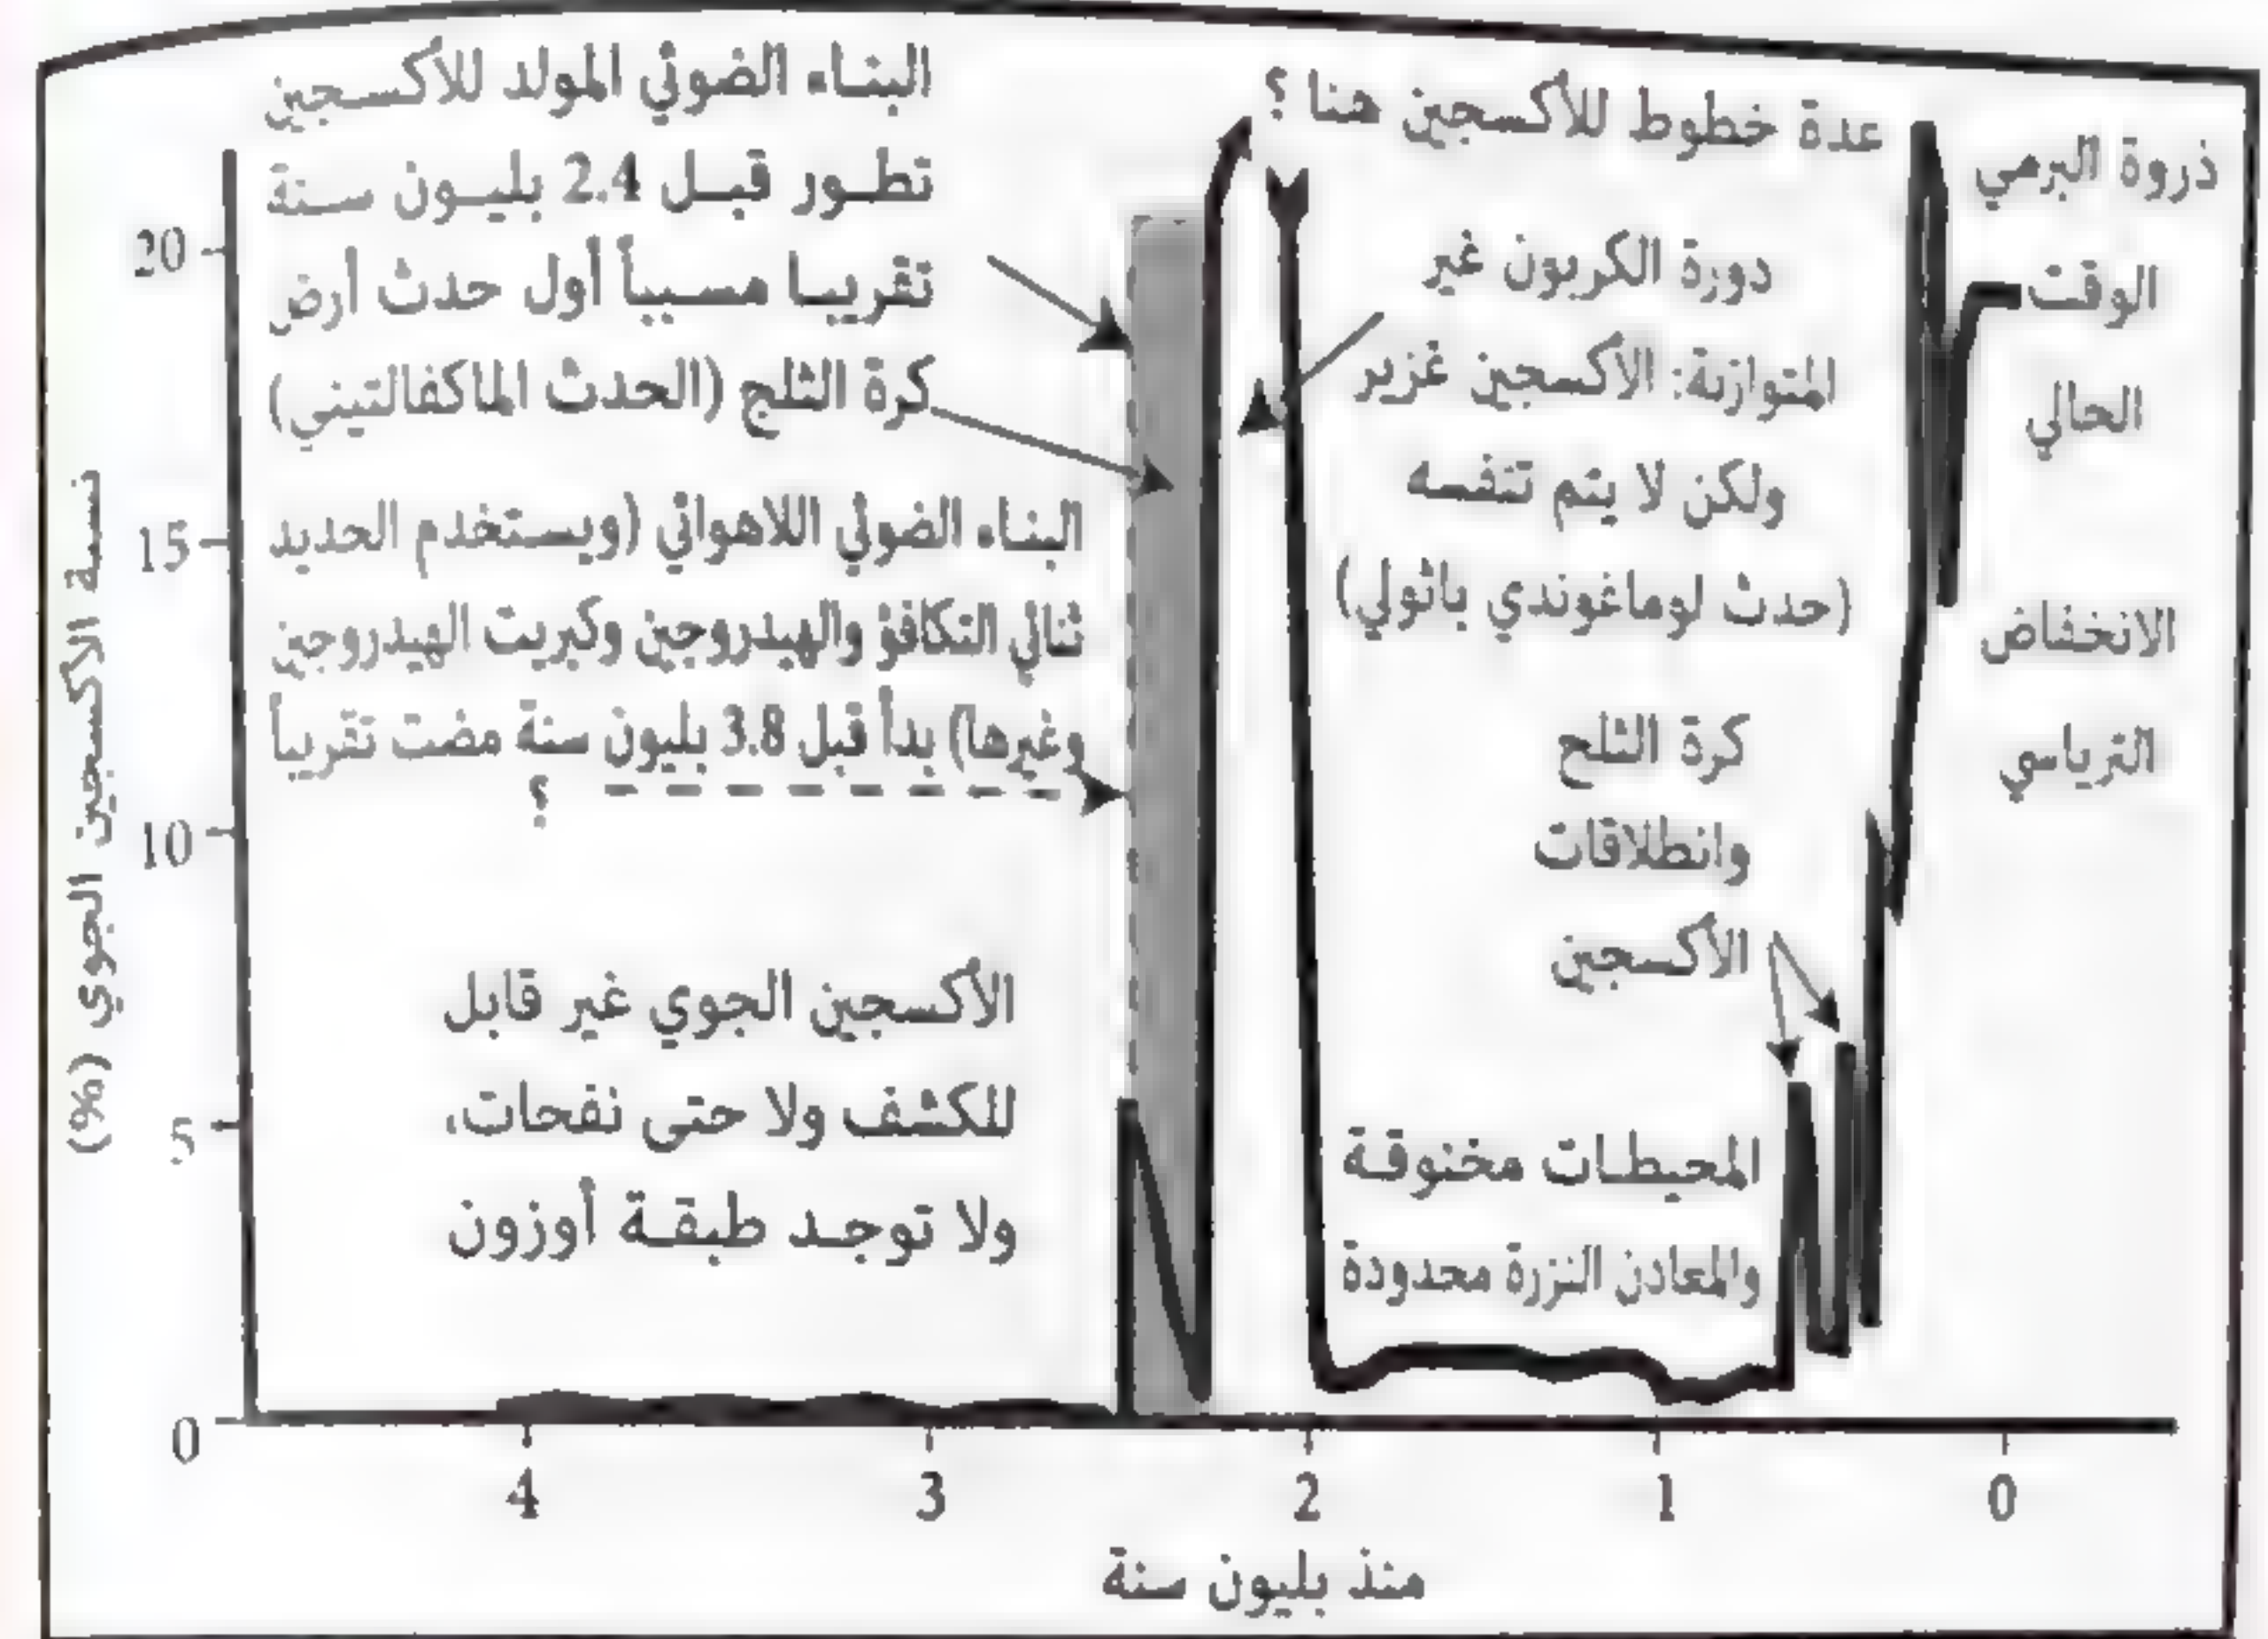 البناء الضوئي المولد للأكسجين
تطور قبل 2.4 بليون سنة
تقريبا مسبباً أول حدث أرض
كرة الثلج (الحدث الماكفالتيني)
البناء الضوئي اللاهوائي (ويستخدم الحديد
ثنائي التكافؤ والهيدروجين وكبريت الهيدروجين
وغيرها) بدأ قبل 3.8 بليون سنة مضت تقريباً
؟
الأكسجين الجوي غير قابل
للكشف ولا حتى نفحات،
ولا توجد طبقة أوزون
عدة خطوط للأكسجين هنا ؟
دورة الكربون غير
المتوازنة: الأكسجين غزير
ولكن لا يتم تنفسه
(حدث لوماغوندي باثولي)
كرة الثلج
وانطلاقات
الأكسجين
المحيطات مخنوقة
والمعادن النزرة محدودة
ذروة البرمي
الوقت
الحالي
الانخفاض
الترياسي
نسبة الأكسجين الجوي (%)
20
15
10
5
0
4 3 2 1 0
منذ بليون سنة